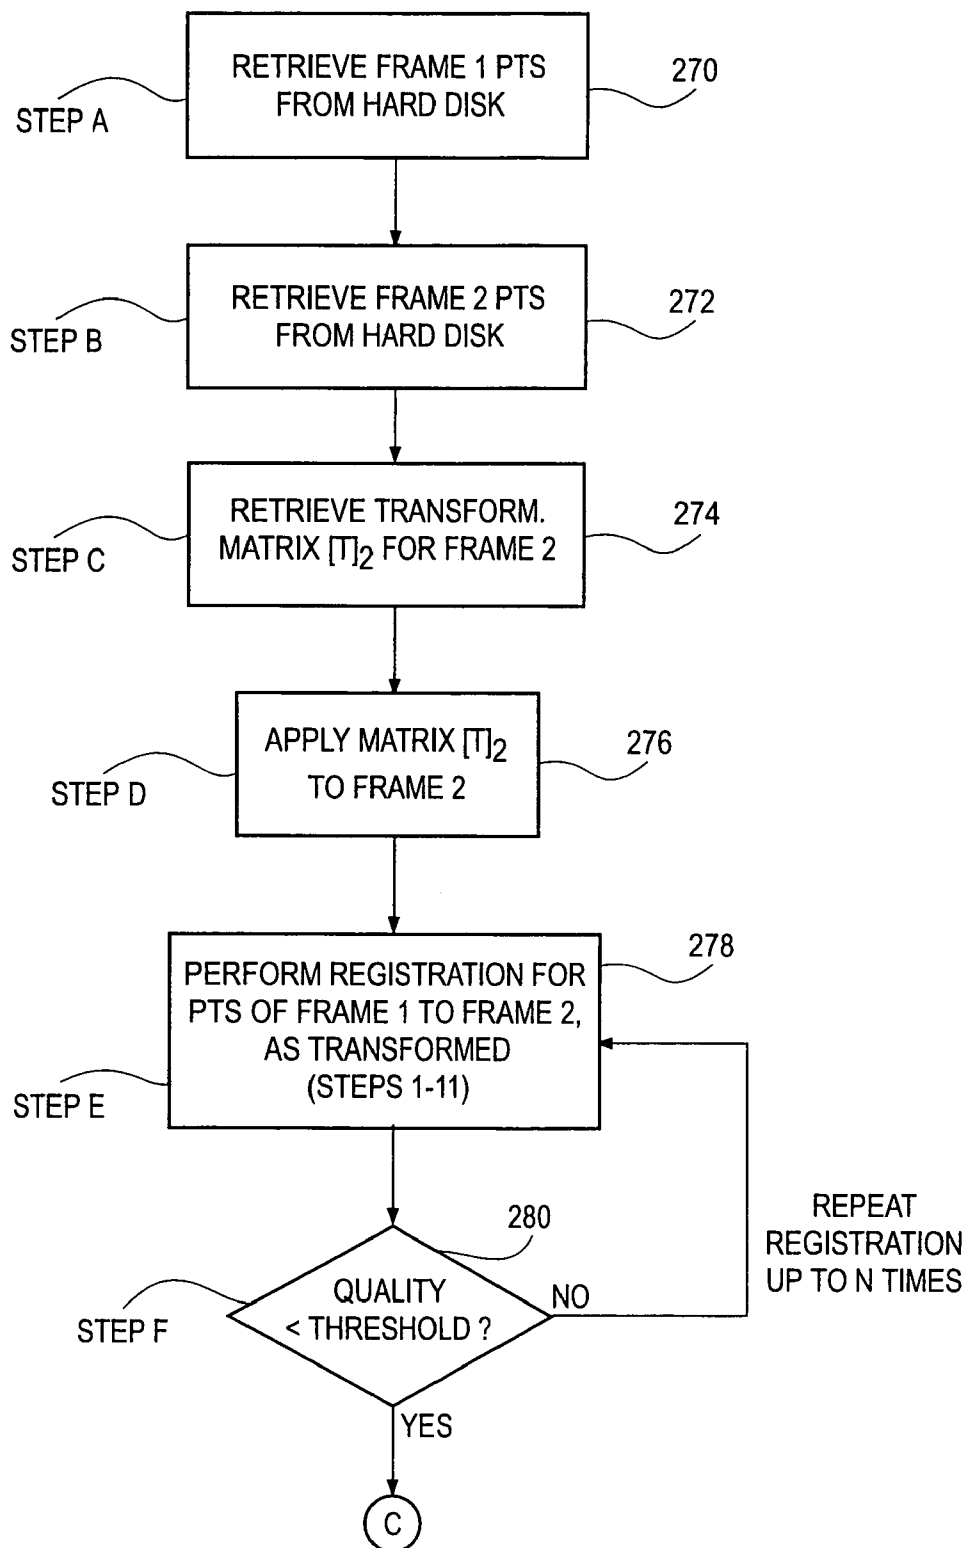 RETRIEVE FRAME 1 PTS
FROM HARD DISK
270
STEP A
RETRIEVE FRAME 2 PTS
FROM HARD DISK
272
STEP B
RETRIEVE TRANSFORM.
MATRIX [T]2 FOR FRAME 2
274
STEP C
APPLY MATRIX [T]2
TO FRAME 2
276
STEP D
PERFORM REGISTRATION FOR
PTS OF FRAME 1 TO FRAME 2,
AS TRANSFORMED
(STEPS 1-11)
278
STEP E
REPEAT
REGISTRATION
UP TO N TIMES
280
QUALITY
< THRESHOLD ?
NO
STEP F
YES
C